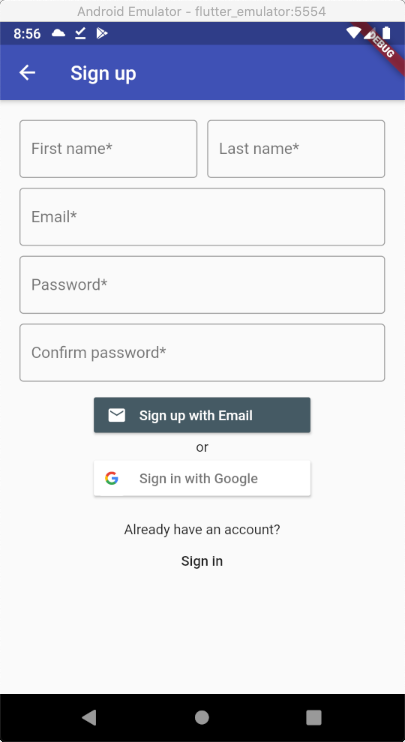 Android Emulator - flutter_emulator:5554
8:56
DEBUG
Sign up
First name* Last name*
Email*
Password*
Confirm password*
Sign up with Email
or
Sign in with Google
Already have an account?
Sign in